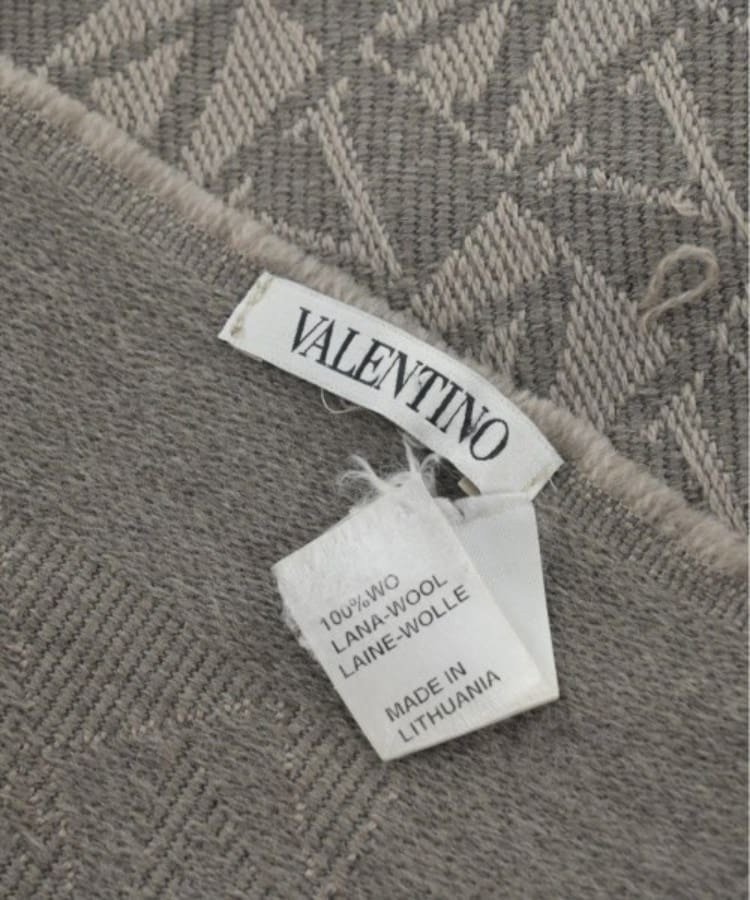 VALENTINO
100%WO
LANA-WOOL
LAINE-WOLLE
MADE IN
LITHUANIA